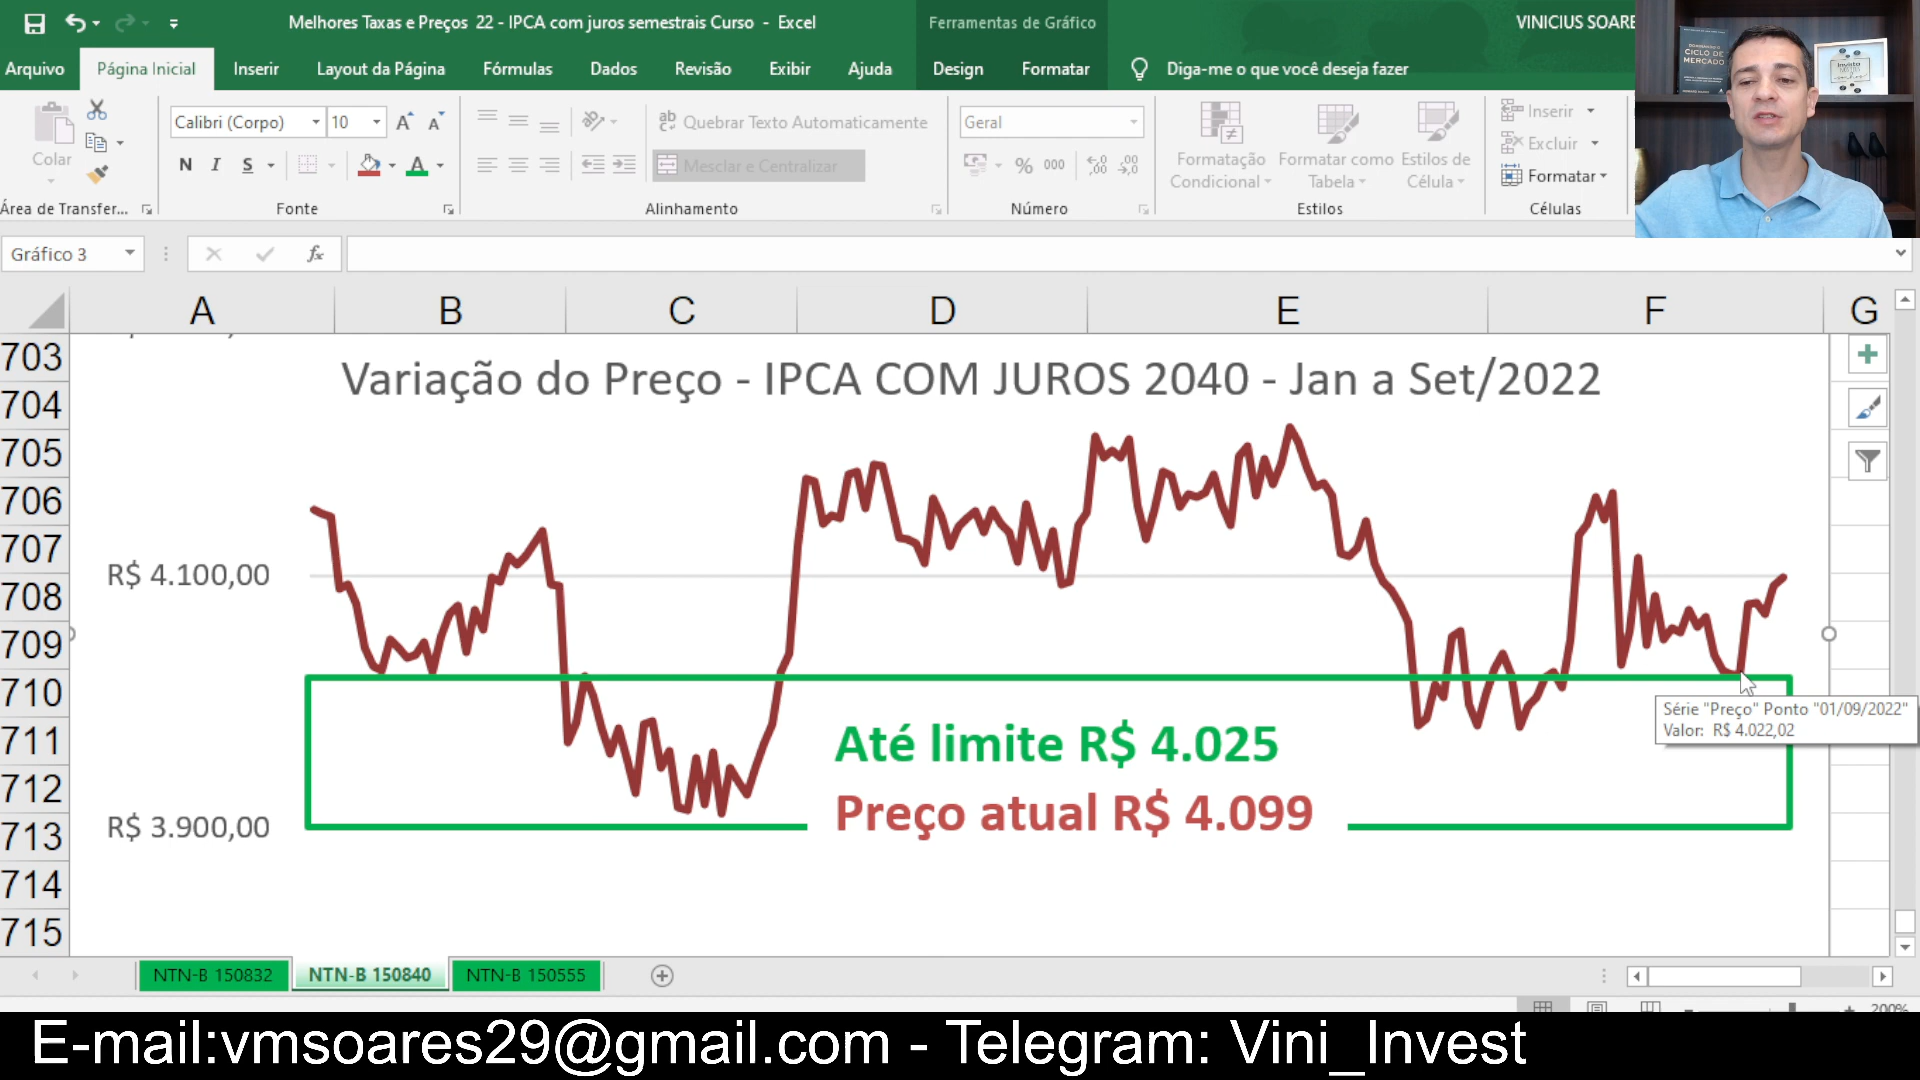 Melhores Taxas e Preços 22 - IPCA com juros semestrais Curso - Excel
Ferramentas de Gráfico
VINICIUS SOARE
Arquivo
Página Inicial
Inserir
Layout da Página
Fórmulas
Dados
Revisão
Exibir
Ajuda
Design
Formatar
Diga-me o que você deseja fazer
CICLO DE
MERCADO
Colar
Calibri (Corpo)
10
N I S
Quebrar Texto Automaticamente
Mesclar e Centralizar
Geral
% 000
Formatação
Condicional
Formatar como
Tabela
Estilos de
Célula
Inserir
Excluir
Formatar
Área de Transfer...
Fonte
Alinhamento
Número
Estilos
Células
Gráfico 3
fx
A B C D E F G
703
704
705
706
707
708
709
710
711
712
713
714
715
Variação do Preço - IPCA COM JUROS 2040 - Jan a Set/2022
R$ 4.100,00
R$ 3.900,00
Até limite R$ 4.025
Preço atual R$ 4.099
Série "Preço" Ponto "01/09/2022"
Valor: R$ 4.022,02
NTN-B 150832
NTN-B 150840
NTN-B 150555
200%
E-mail:vmsoares29@gmail.com - Telegram: Vini_Invest